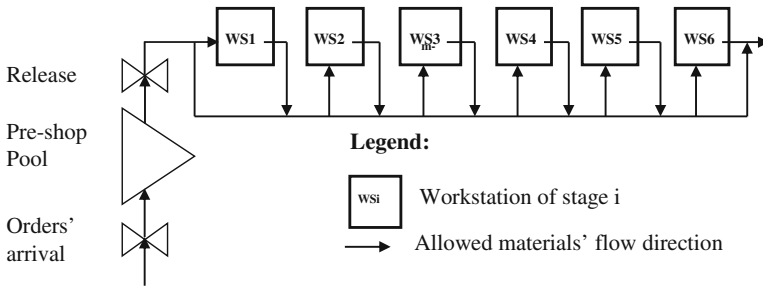 WS1 WS2 WS3 WS4 WS5 WS6
m-
Release
Pre-shop
Pool
Orders’
arrival
Legend:
WSi Workstation of stage i
Allowed materials’ flow direction